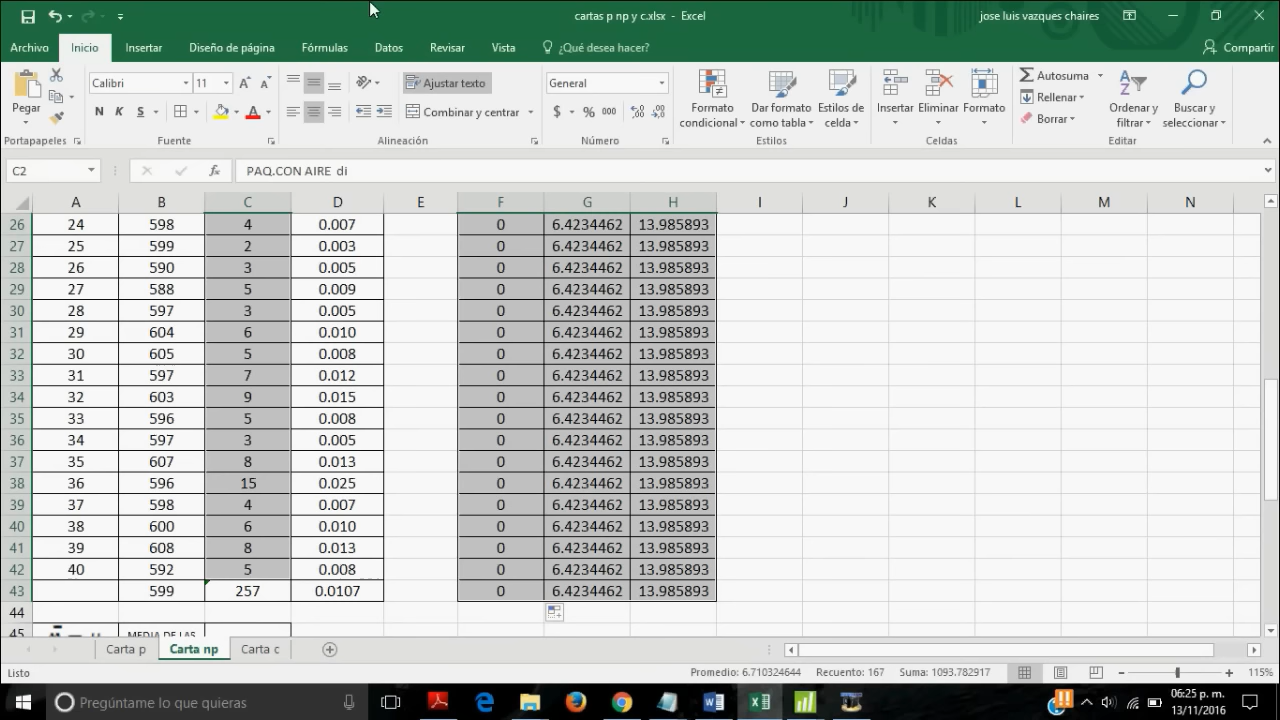 cartas p np y c.xlsx - Excel
jose luis vazques chaires
Archivo Inicio Insertar Diseño de página Fórmulas Datos Revisar Vista ¿Qué desea hacer? Compartir
Pegar
Portapapeles
Calibri 11
N K S
Fuente
Ajustar texto
Combinar y centrar
Alineación
General
$ % 000
Número
Formato condicional
Dar formato como tabla
Estilos de celda
Estilos
Insertar Eliminar Formato
Celdas
Autosuma
Rellenar
Borrar
Ordenar y filtrar
Buscar y seleccionar
Editar
C2 fx PAQ.CON AIRE di
A B C D E F G H I J K L M N
26 24 598 4 0.007 0 6.4234462 13.985893
27 25 599 2 0.003 0 6.4234462 13.985893
28 26 590 3 0.005 0 6.4234462 13.985893
29 27 588 5 0.009 0 6.4234462 13.985893
30 28 597 3 0.005 0 6.4234462 13.985893
31 29 604 6 0.010 0 6.4234462 13.985893
32 30 605 5 0.008 0 6.4234462 13.985893
33 31 597 7 0.012 0 6.4234462 13.985893
34 32 603 9 0.015 0 6.4234462 13.985893
35 33 596 5 0.008 0 6.4234462 13.985893
36 34 597 3 0.005 0 6.4234462 13.985893
37 35 607 8 0.013 0 6.4234462 13.985893
38 36 596 15 0.025 0 6.4234462 13.985893
39 37 598 4 0.007 0 6.4234462 13.985893
40 38 600 6 0.010 0 6.4234462 13.985893
41 39 608 8 0.013 0 6.4234462 13.985893
42 40 592 5 0.008 0 6.4234462 13.985893
43 599 257 0.0107 0 6.4234462 13.985893
44
45 MEDIA DE LAS
Carta p Carta np Carta c
Listo Promedio: 6.710324644 Recuento: 167 Suma: 1093.782917 115%
Pregúntame lo que quieras
06:25 p. m.
13/11/2016